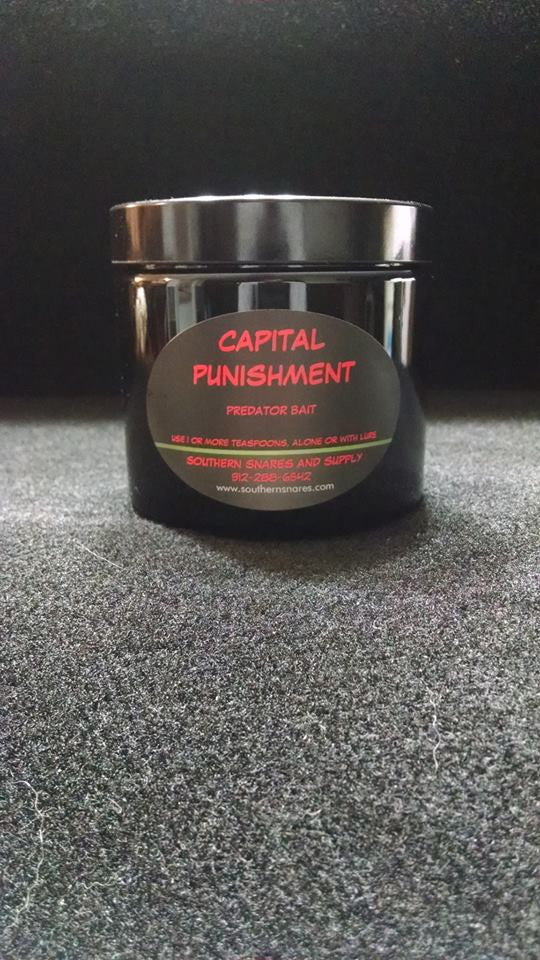 CAPITAL
PUNISHMENT
PREDATOR BAIT
USE 1 OR MORE TEASPOONS, ALONE OR WITH LURE
SOUTHERN SNARES AND SUPPLY
912-288-6842
www.southernsnares.com